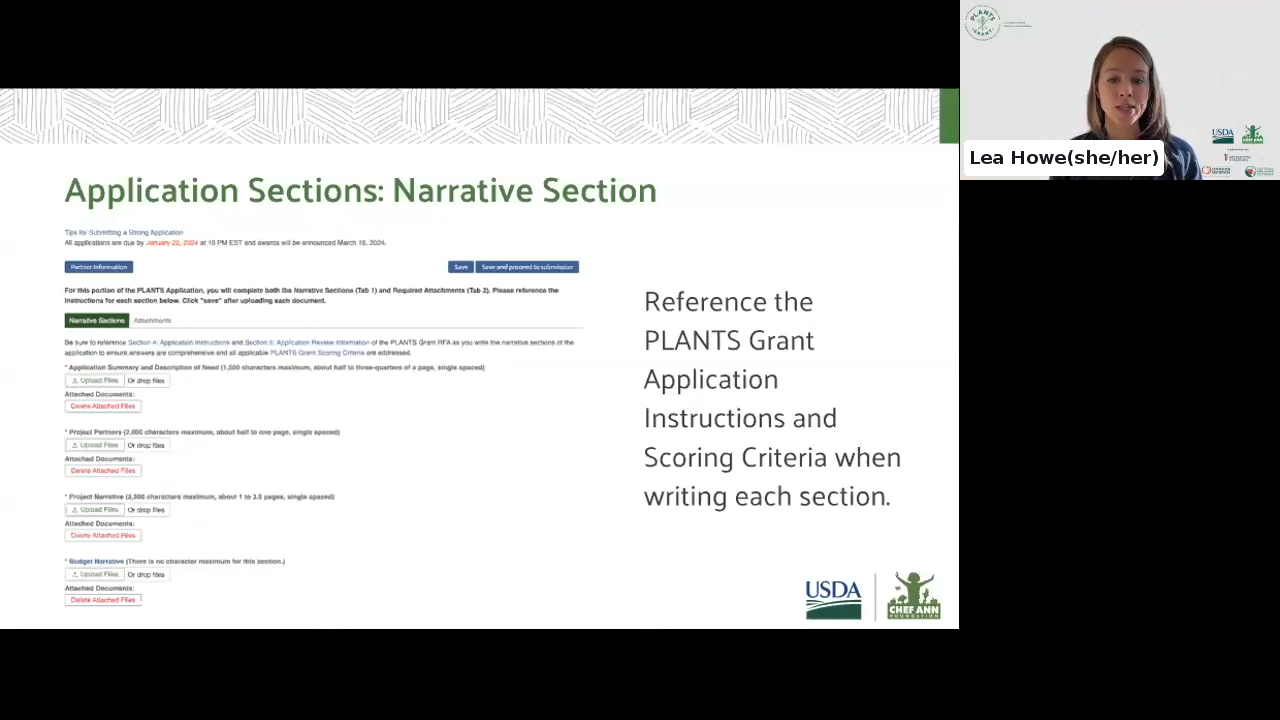 Application Sections: Narrative Section
Tips for Submitting a Strong Application
All applications are due by January 22, 2024 at 10 PM EST and awards will be announced March 18, 2024.
Partner Information
Save
Save and proceed to submission
For this portion of the PLANTS Application, you will complete both the Narrative Sections (Tab 1) and Required Attachments (Tab 2). Please reference the
instructions for each section below. Click "save" after uploading each document.
Narrative Sections
Attachments
Be sure to reference Section 4: Application Instructions and Section 5: Application Review Information of the PLANTS Grant RFA as you write the narrative sections of the
application to ensure answers are comprehensive and all applicable PLANTS Grant Scoring Criteria are addressed.
* Application Summary and Description of Need (1,500 characters maximum, about half to three-quarters of a page, single spaced)
Upload Files Or drop files
Attached Documents:
Delete Attached Files
* Project Partners (2,000 characters maximum, about half to one page, single spaced)
Upload Files Or drop files
Attached Documents:
Delete Attached Files
* Project Narrative (3,500 characters maximum, about 1 to 3.5 pages, single spaced)
Upload Files Or drop files
Attached Documents:
Delete Attached Files
* Budget Narrative (There is no character maximum for this section.)
Upload Files Or drop files
Attached Documents:
Delete Attached Files
Reference the
PLANTS Grant
Application
Instructions and
Scoring Criteria when
writing each section.
USDA
CHEF ANN
FOUNDATION
PLANTS
GRANT
Lea Howe(she/her)
USDA
CHEF ANN